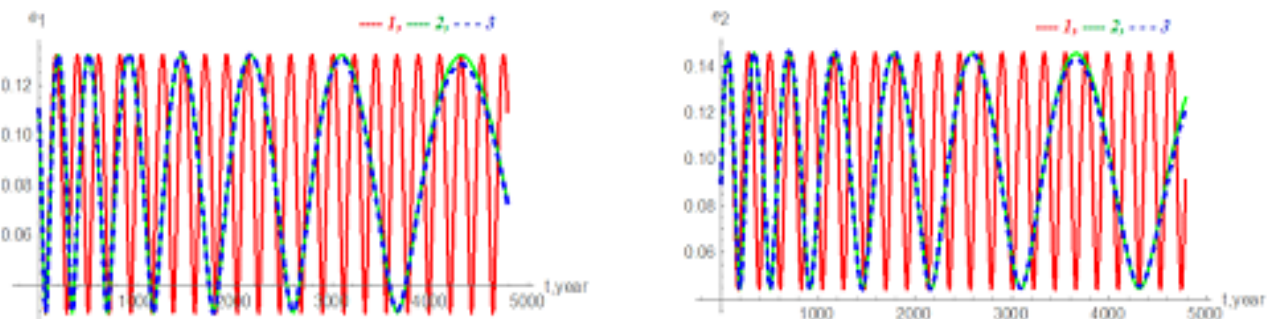 e1
---- 1, ---- 2, - - - 3
0.12
0.10
0.08
0.06
1000 2000 3000 4000 5000 t,year
e2
---- 1, ---- 2, - - - 3
0.14
0.12
0.10
0.08
0.06
1000 2000 3000 4000 5000 t,year